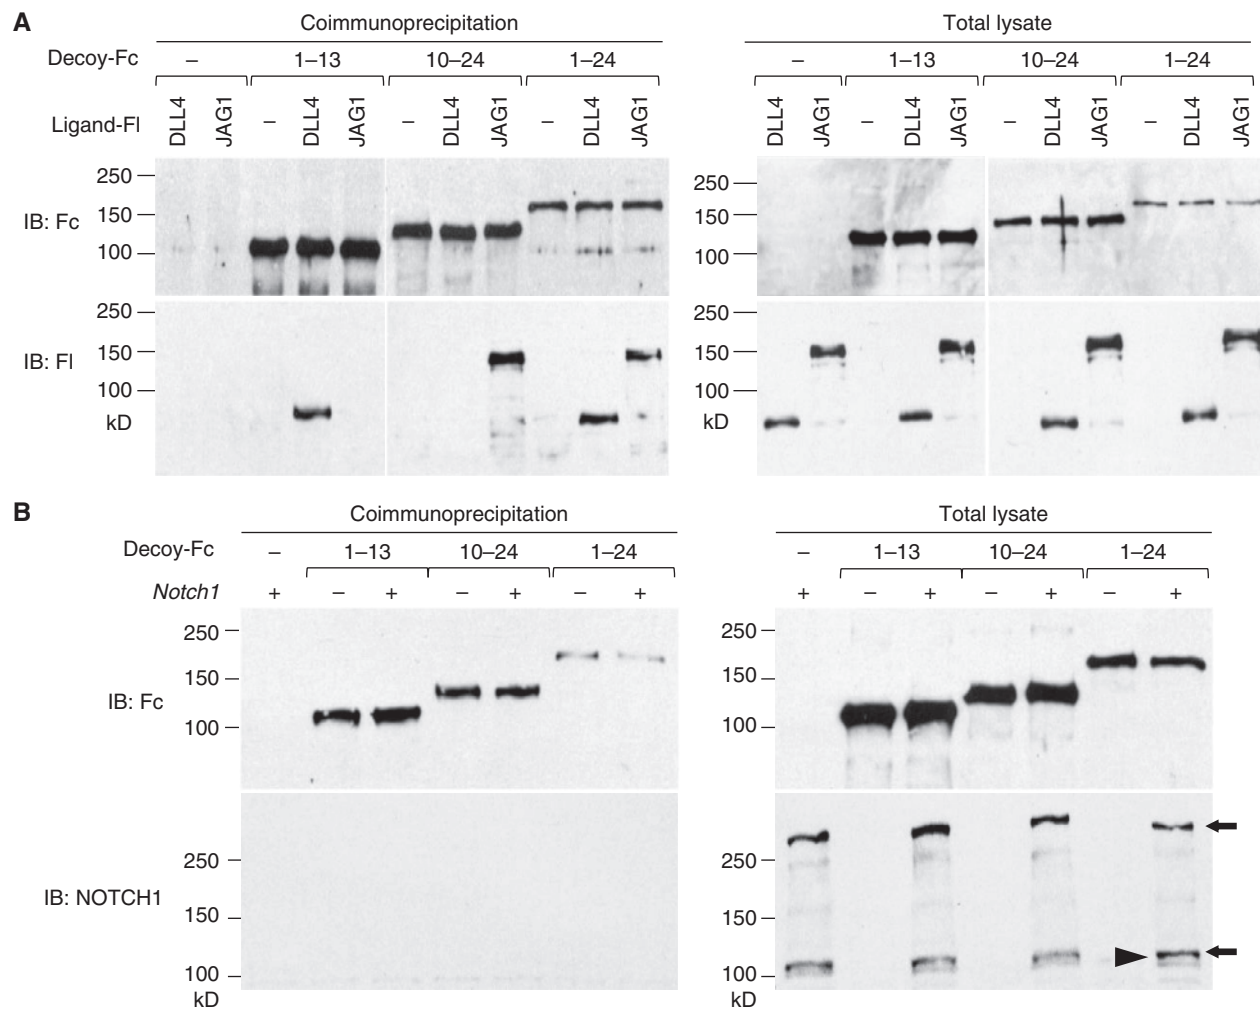 A
Coimmunoprecipitation Total lysate
Decoy-Fc – 1–13 10–24 1–24 – 1–13 10–24 1–24
Ligand-Fl DLL4 JAG1 – DLL4 JAG1 – DLL4 JAG1 – DLL4 JAG1 DLL4 JAG1 – DLL4 JAG1 – DLL4 JAG1 – DLL4 JAG1
250 250
IB: Fc 150 150
100 100
250 250
IB: Fl 150 150
100 100
kD kD
B
Coimmunoprecipitation Total lysate
Decoy-Fc – 1–13 10–24 1–24 – 1–13 10–24 1–24
Notch1 + – + – + – + + – + – + – +
250 250
150 150
IB: Fc
100 100
250 250
IB: NOTCH1
150 150
100 100
kD kD